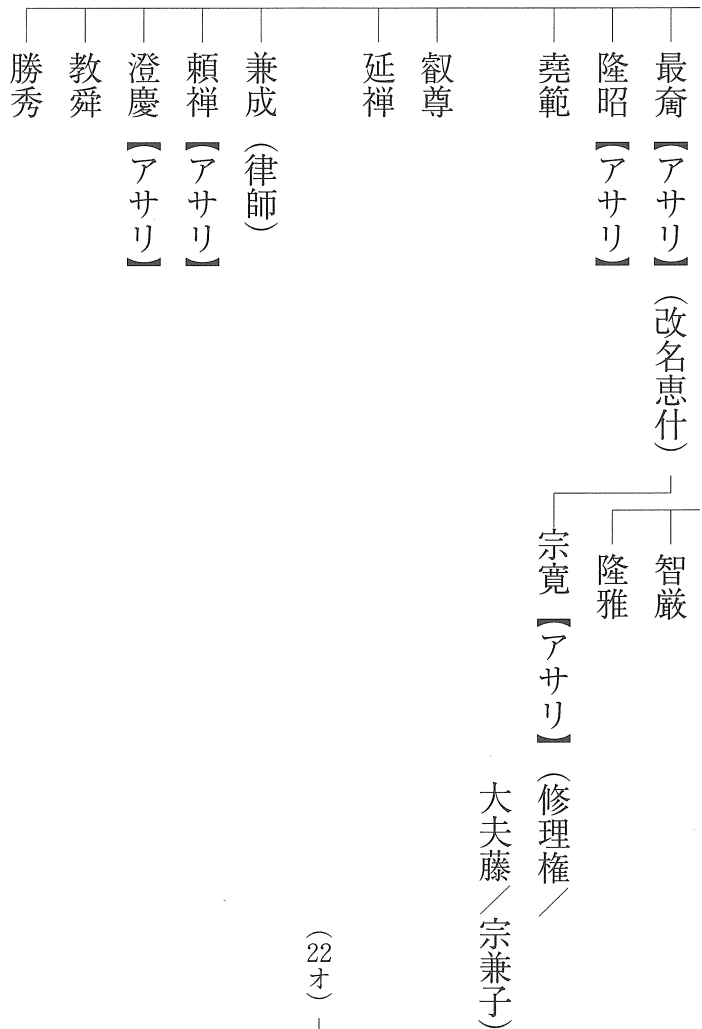 最奝【アサリ】（改名恵什）
智厳
隆昭【アサリ】
隆雅
堯範
宗寛【アサリ】（修理権／
大夫藤／宗兼子）
叡尊
延禅
（22オ）
兼成（律師）
頼禅【アサリ】
澄慶【アサリ】
教舜
勝秀